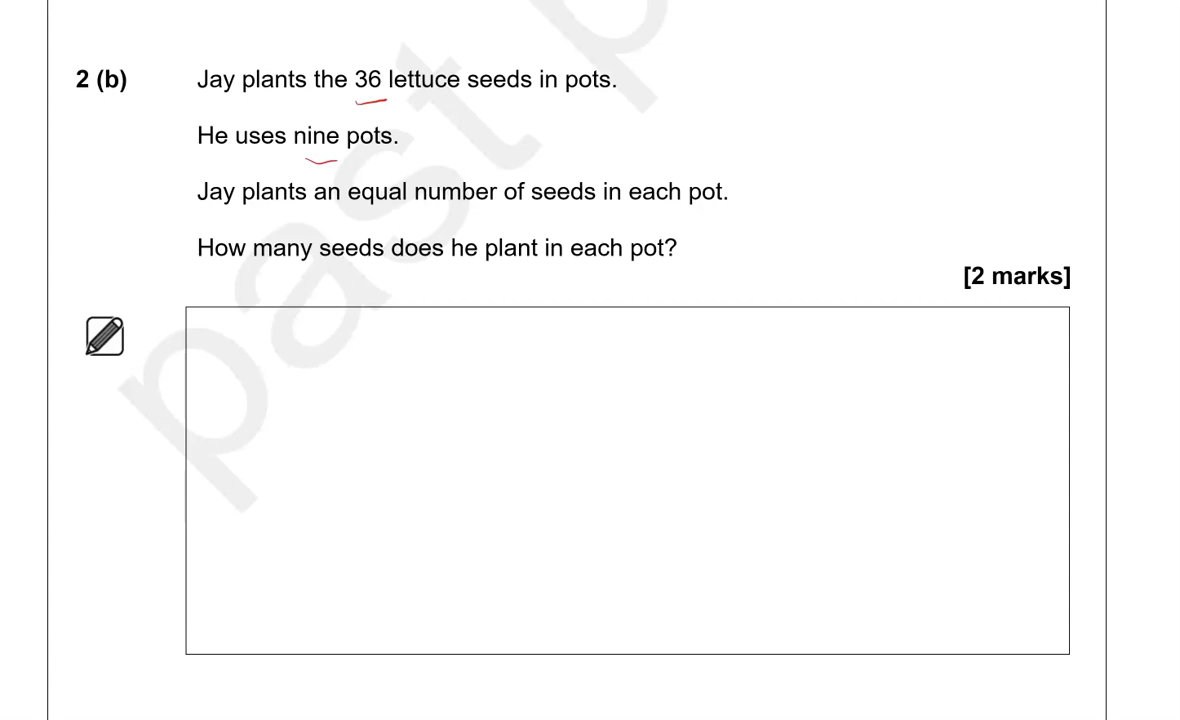 2 (b) Jay plants the 36 lettuce seeds in pots.
He uses nine pots.
Jay plants an equal number of seeds in each pot.
How many seeds does he plant in each pot?
[2 marks]
past p